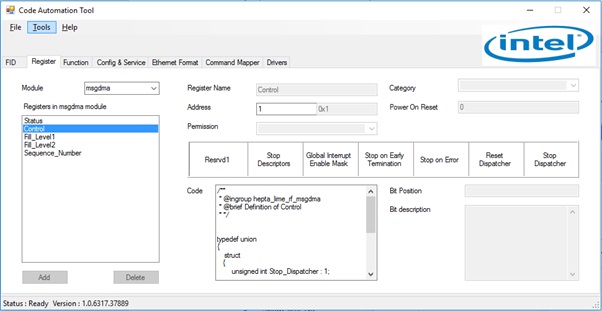 Code Automation Tool
File Tools Help
intel
FID Register Function Config & Service Ethernet Format Command Mapper Drivers
Module msgdma
Registers in msgdma module
Status
Control
Fill_Level1
Fill_Level2
Sequence_Number
Add Delete
Register Name Control
Address 1 0x1
Permission
Category
Power On Reset 0
Resrvd1
Stop
Descriptors
Global Interrupt
Enable Mask
Stop on Early
Termination
Stop on Error
Reset
Dispatcher
Stop
Dispatcher
Code
/**
* @ingroup hepta_lime_rf_msgdma
* @brief Definition of Control
* */
typedef union
{
struct
{
unsigned int Stop_Dispatcher : 1;
Bit Position
Bit description
Status : Ready Version : 1.0.6317.37889